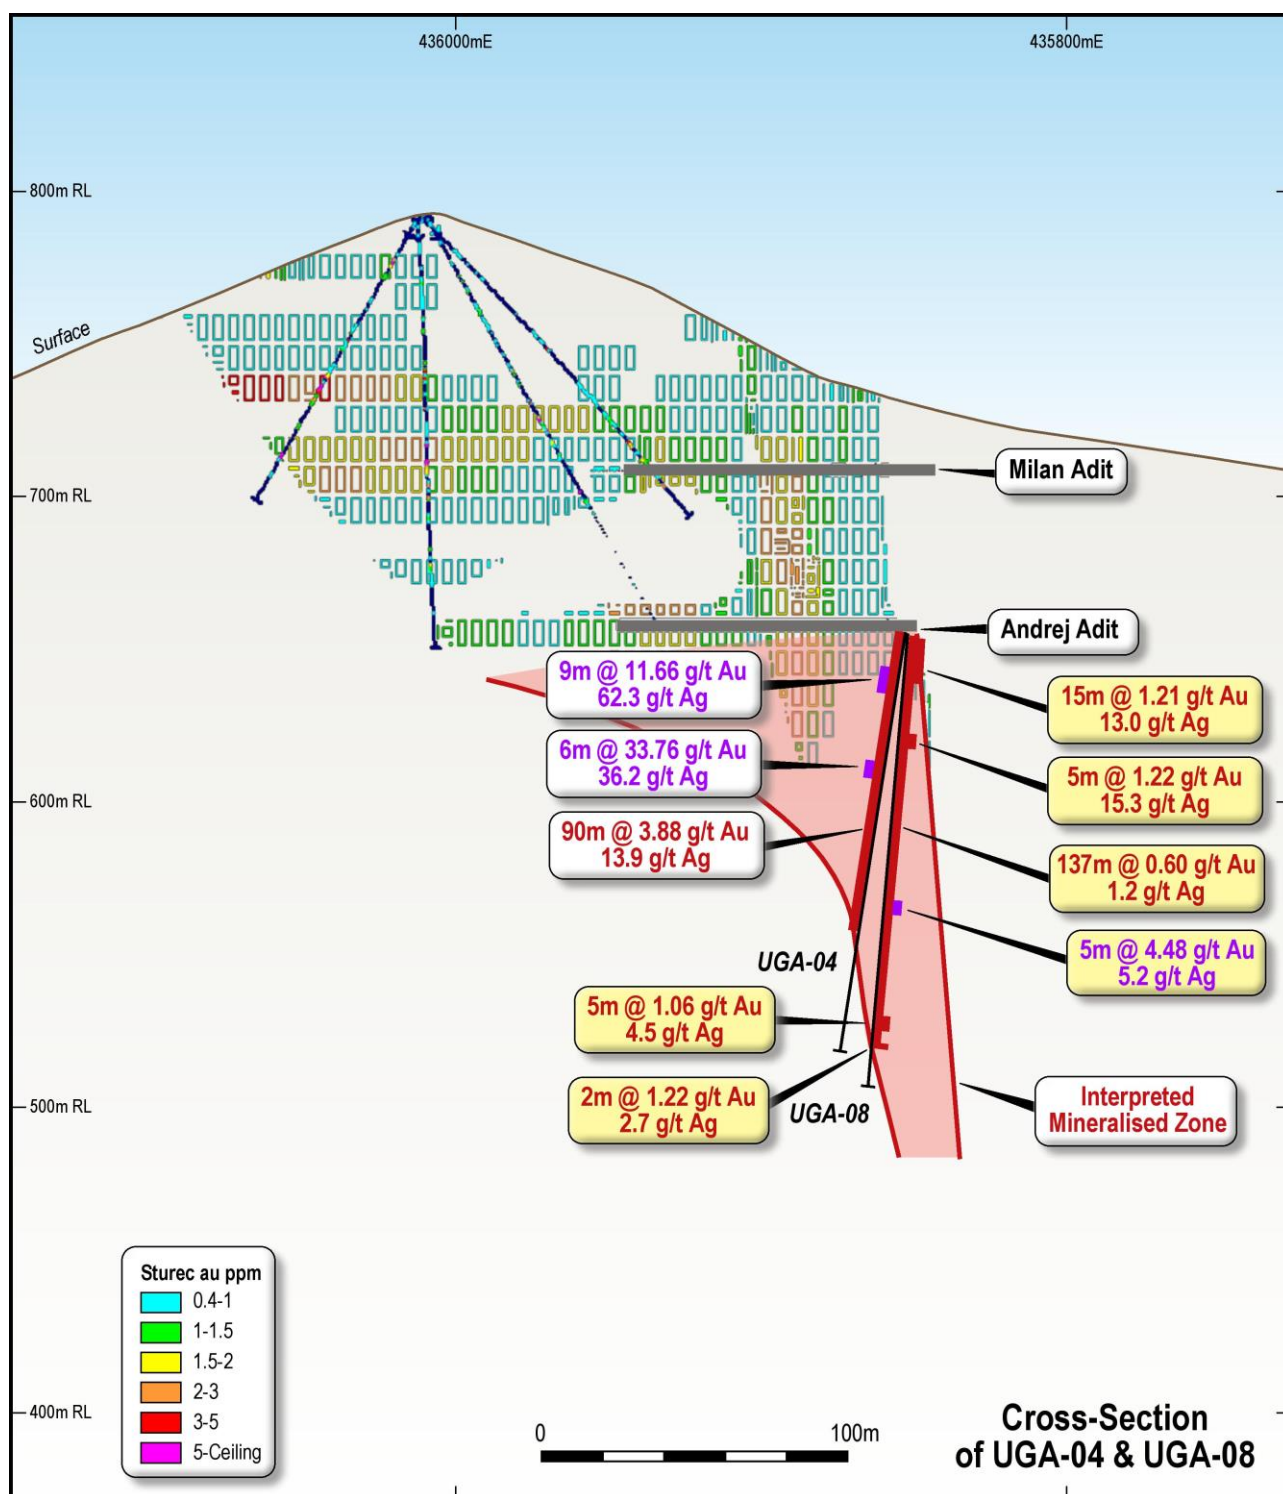 436000mE
435800mE
800m RL
Surface
700m RL
Milan Adit
Andrej Adit
9m @ 11.66 g/t Au
62.3 g/t Ag
15m @ 1.21 g/t Au
13.0 g/t Ag
6m @ 33.76 g/t Au
36.2 g/t Ag
5m @ 1.22 g/t Au
15.3 g/t Ag
600m RL
90m @ 3.88 g/t Au
13.9 g/t Ag
137m @ 0.60 g/t Au
1.2 g/t Ag
5m @ 4.48 g/t Au
5.2 g/t Ag
UGA-04
5m @ 1.06 g/t Au
4.5 g/t Ag
2m @ 1.22 g/t Au
2.7 g/t Ag
UGA-08
500m RL
Interpreted
Mineralised Zone
Sturec au ppm
0.4-1
1-1.5
1.5-2
2-3
3-5
5-Ceiling
400m RL
0
100m
Cross-Section
of UGA-04 & UGA-08